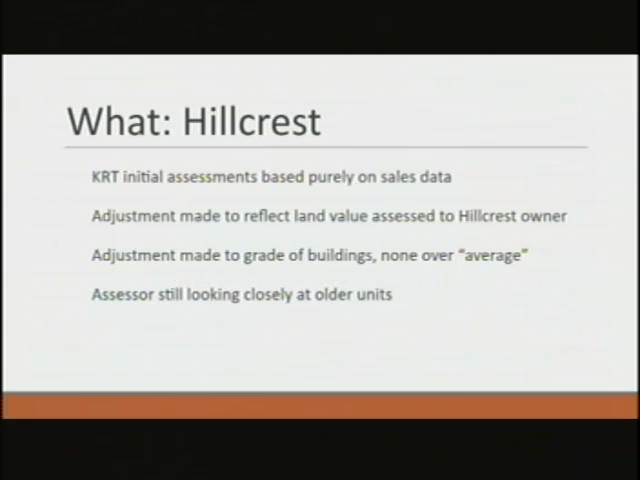 What: Hillcrest
KRT initial assessments based purely on sales data
Adjustment made to reflect land value assessed to Hillcrest owner
Adjustment made to grade of buildings, none over “average”
Assessor still looking closely at older units